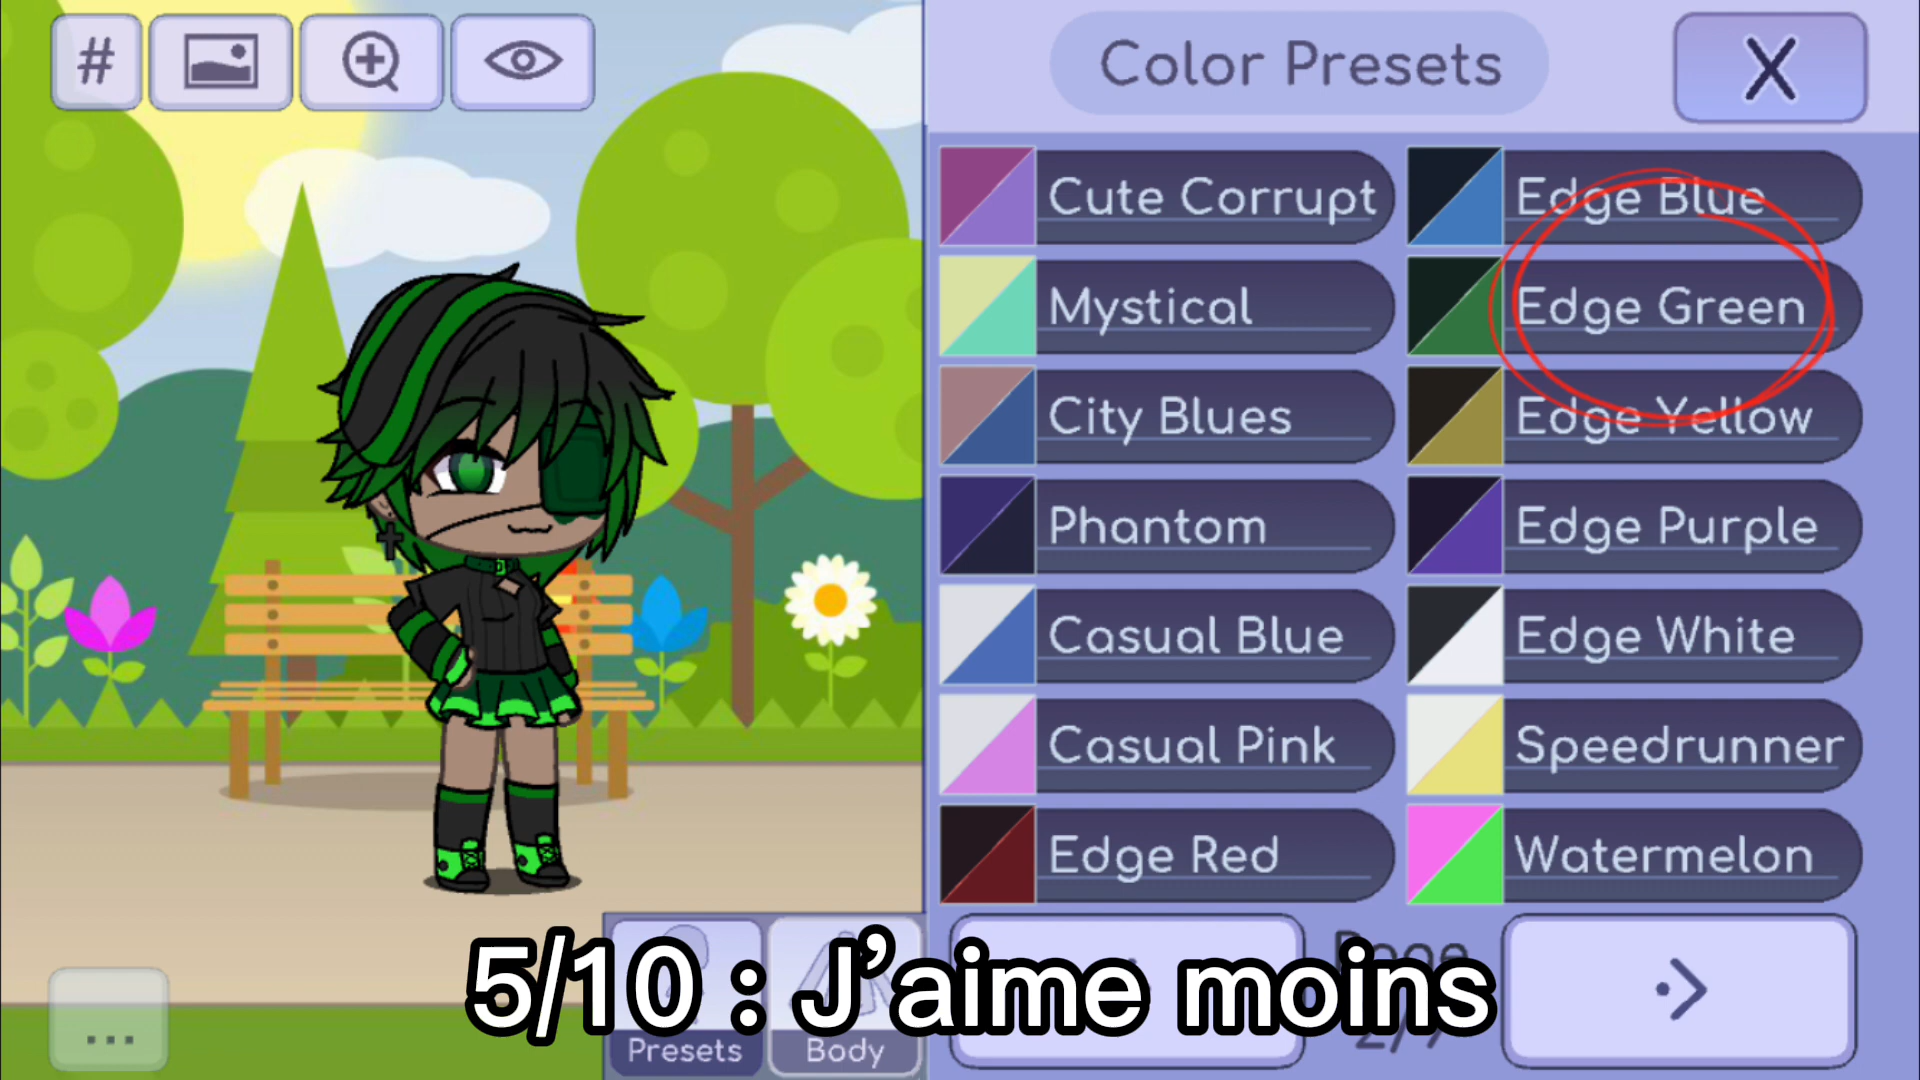 #
Color Presets
X
Cute Corrupt
Edge Blue
Mystical
Edge Green
City Blues
Edge Yellow
Phantom
Edge Purple
Casual Blue
Edge White
Casual Pink
Speedrunner
Edge Red
Watermelon
Page
5/10 : J’aime moins
...
Presets
Body